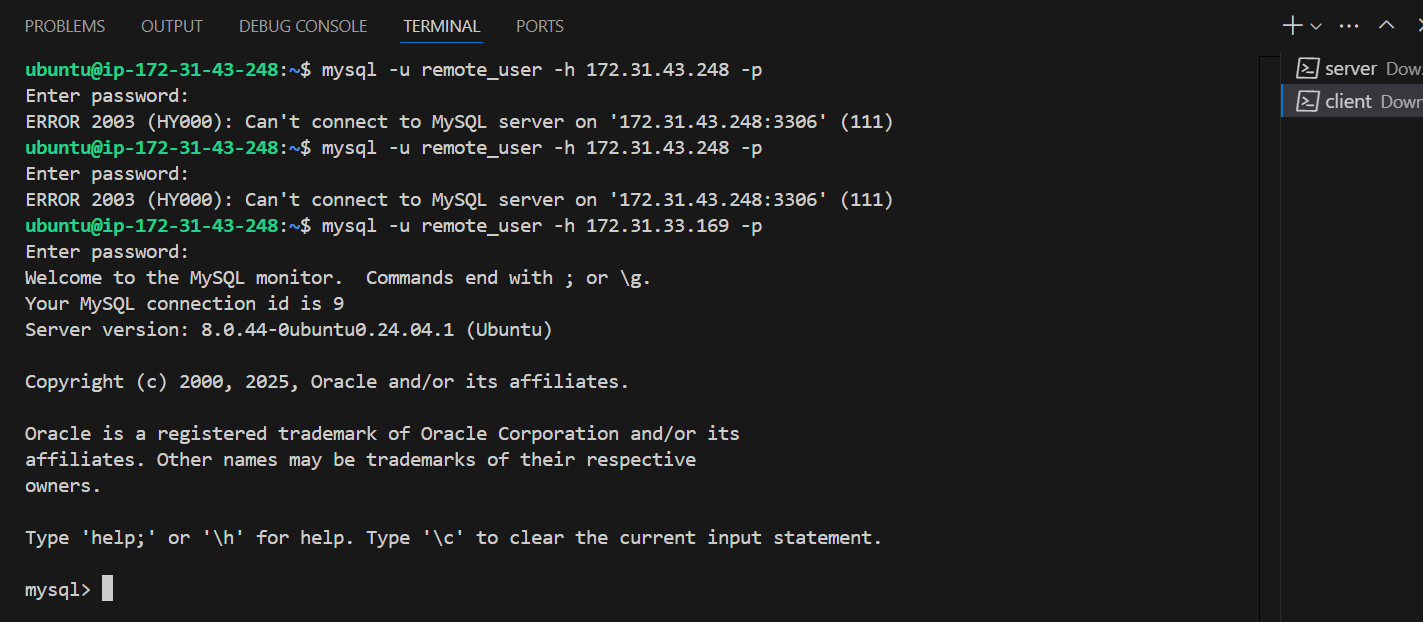 PROBLEMS OUTPUT DEBUG CONSOLE TERMINAL PORTS
ubuntu@ip-172-31-43-248:~$ mysql -u remote_user -h 172.31.43.248 -p
Enter password:
ERROR 2003 (HY000): Can't connect to MySQL server on '172.31.43.248:3306' (111)
ubuntu@ip-172-31-43-248:~$ mysql -u remote_user -h 172.31.43.248 -p
Enter password:
ERROR 2003 (HY000): Can't connect to MySQL server on '172.31.43.248:3306' (111)
ubuntu@ip-172-31-43-248:~$ mysql -u remote_user -h 172.31.33.169 -p
Enter password:
Welcome to the MySQL monitor.  Commands end with ; or \g.
Your MySQL connection id is 9
Server version: 8.0.44-0ubuntu0.24.04.1 (Ubuntu)
Copyright (c) 2000, 2025, Oracle and/or its affiliates.
Oracle is a registered trademark of Oracle Corporation and/or its
affiliates. Other names may be trademarks of their respective
owners.
Type 'help;' or '\h' for help. Type '\c' to clear the current input statement.
mysql>
server Dow
client Down